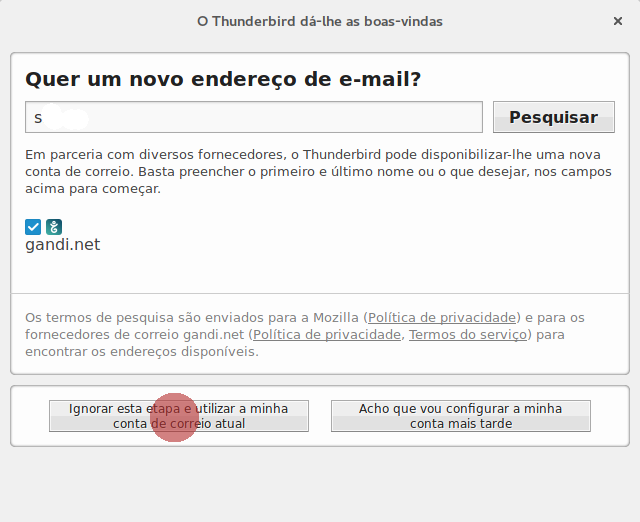 O Thunderbird dá-lhe as boas-vindas
Quer um novo endereço de e-mail?
s
Pesquisar
Em parceria com diversos fornecedores, o Thunderbird pode disponibilizar-lhe uma nova
conta de correio. Basta preencher o primeiro e último nome ou o que desejar, nos campos
acima para começar.
gandi.net
Os termos de pesquisa são enviados para a Mozilla (Política de privacidade) e para os
fornecedores de correio gandi.net (Política de privacidade, Termos do serviço) para
encontrar os endereços disponíveis.
Ignorar esta etapa e utilizar a minha
conta de correio atual
Acho que vou configurar a minha
conta mais tarde